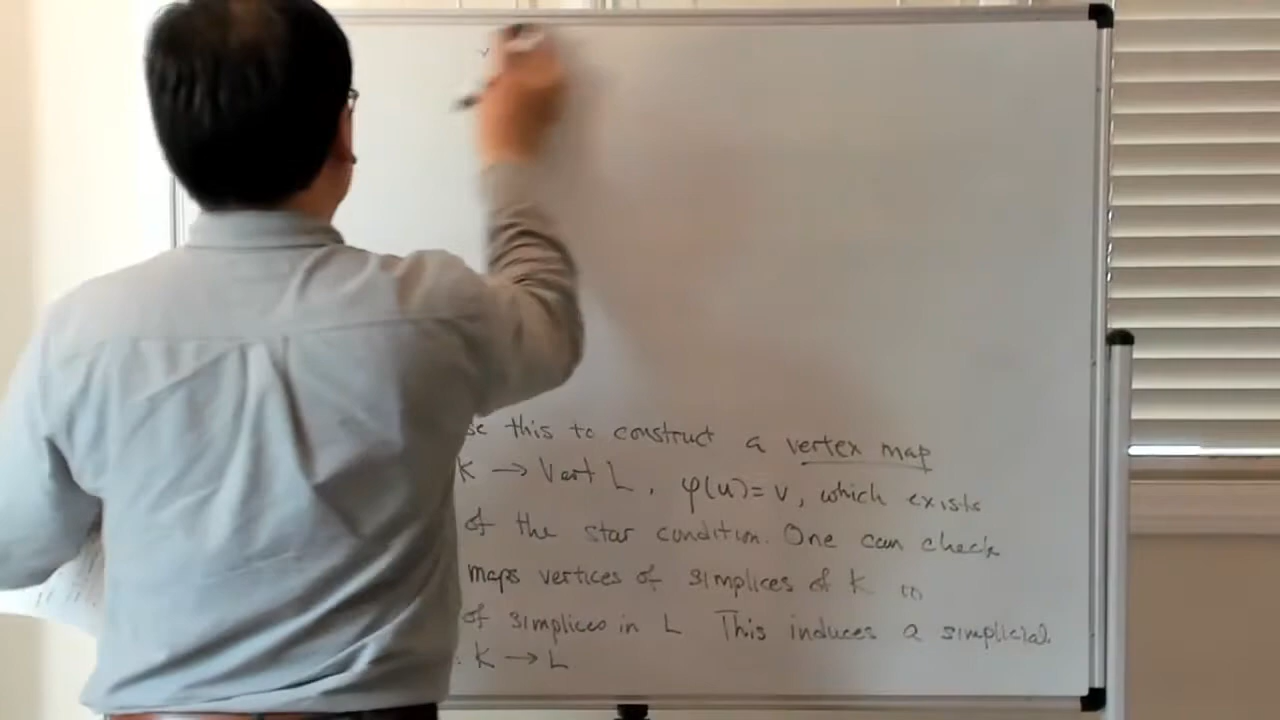 this to construct a vertex map
K → Vert L, φ(u) = v, which exists
of the star condition. One can check
maps vertices of simplices of K to
of simplices in L This induces a simplicial
K → L